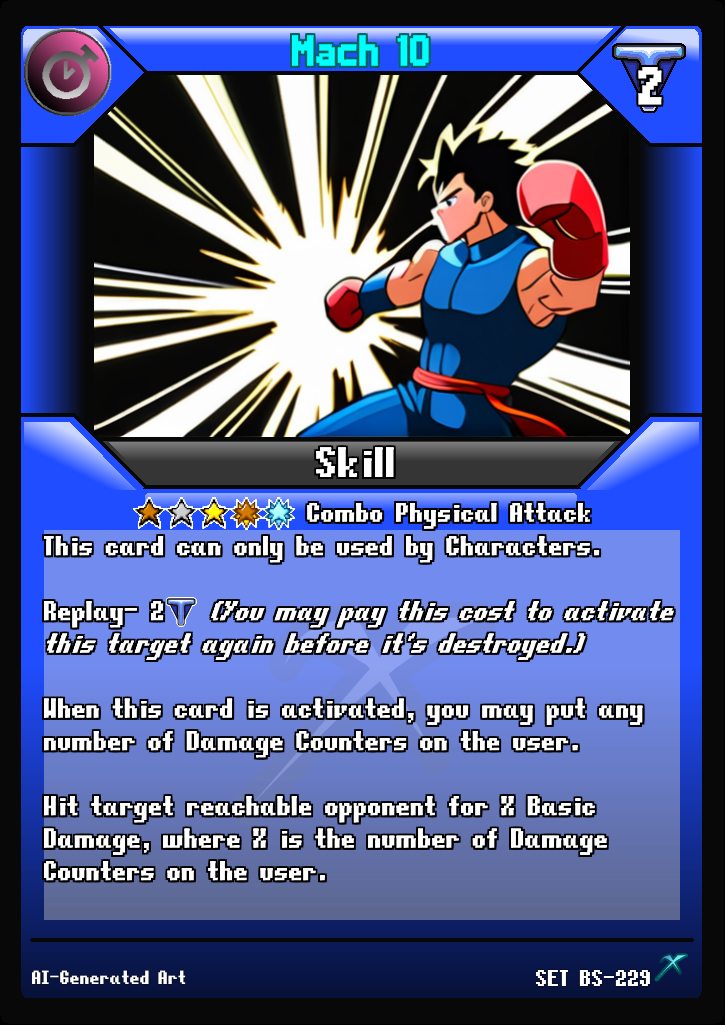 Mach 10
2
Skill
Combo Physical Attack
This card can only be used by Characters.
Replay- 2 (You may pay this cost to activate
this target again before it's destroyed.)
When this card is activated, you may put any
number of Damage Counters on the user.
Hit target reachable opponent for X Basic
Damage, where X is the number of Damage
Counters on the user.
AI-Generated Art
SET BS-229